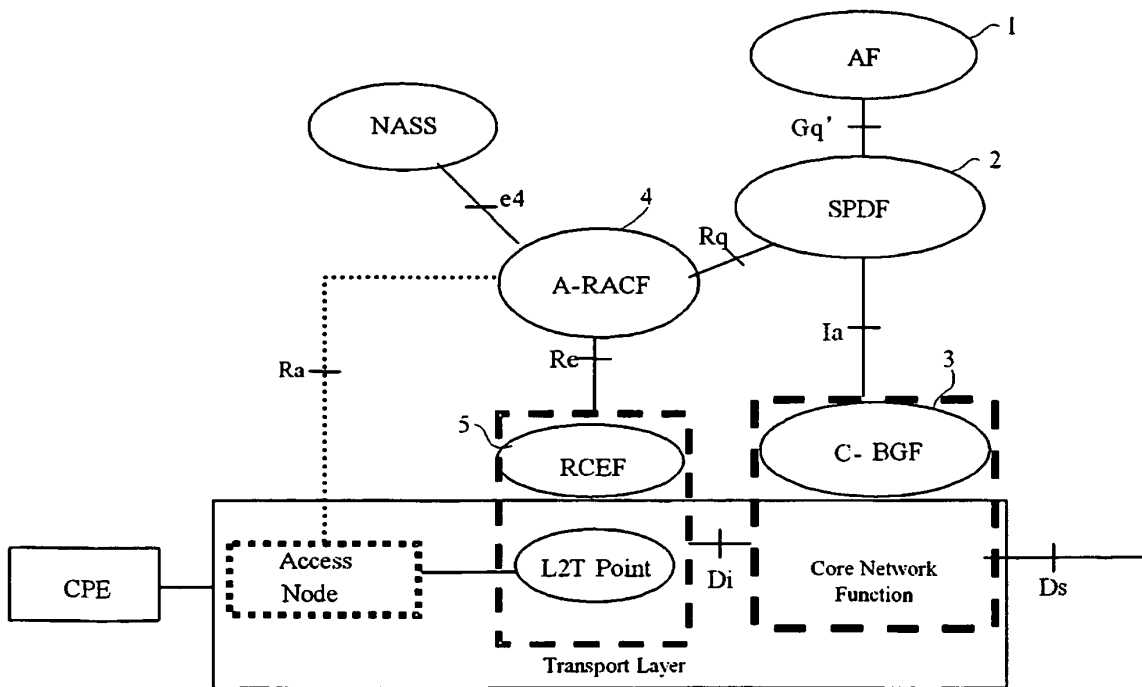 1
AF
Gq'
NASS
2
SPDF
e4
4
Rq
A-RACF
Ia
Ra
Re
3
5
RCEF
C- BGF
Access
Node
L2T Point
Di
Core Network
Function
Ds
CPE
Transport Layer